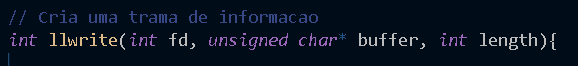 // Cria uma trama de informacao
int llwrite(int fd, unsigned char* buffer, int length){